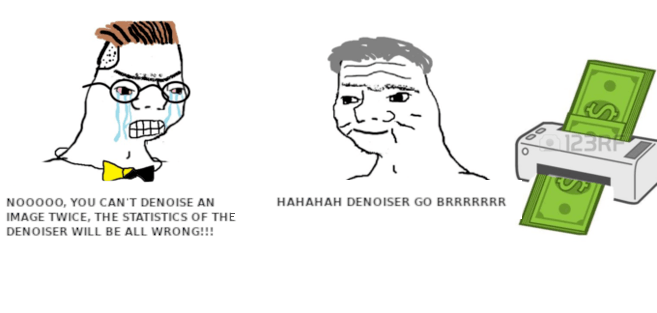 NOOOOO, YOU CAN'T DENOISE AN
IMAGE TWICE, THE STATISTICS OF THE
DENOISER WILL BE ALL WRONG!!!
HAHAHAH DENOISER GO BRRRRRRR
123RF